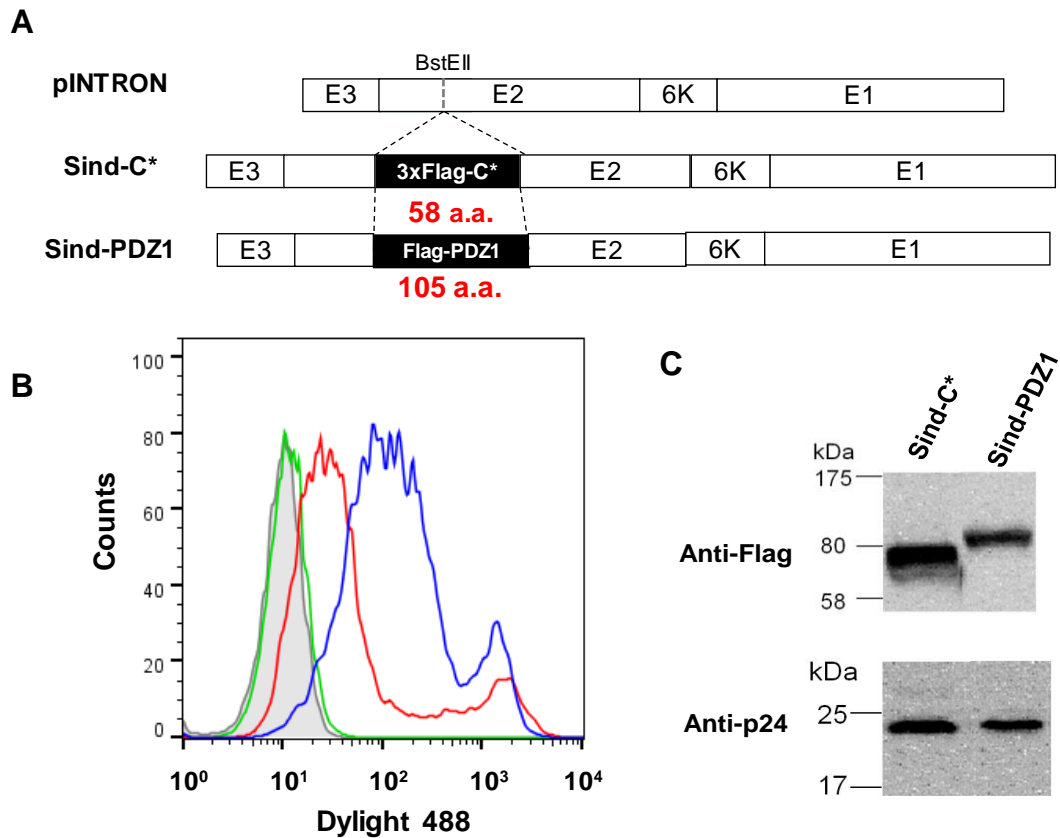 A
BstEII
pINTRON
E3 E2 6K E1
Sind-C*
E3 3xFlag-C* E2 6K E1
58 a.a.
Sind-PDZ1
E3 Flag-PDZ1 E2 6K E1
105 a.a.
B
Counts
100
80
60
40
20
0
10⁰ 10¹ 10² 10³ 10⁴
Dylight 488
C
Sind-C* Sind-PDZ1
kDa
175
Anti-Flag
80
58
kDa
Anti-p24
25
17